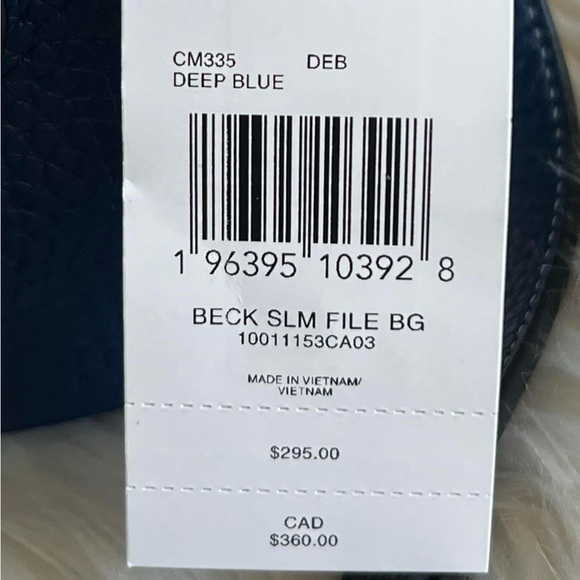 CM335 DEB
DEEP BLUE
1 96395 10392 8
BECK SLM FILE BG
10011153CA03
MADE IN VIETNAM/
VIETNAM
$295.00
CAD
$360.00